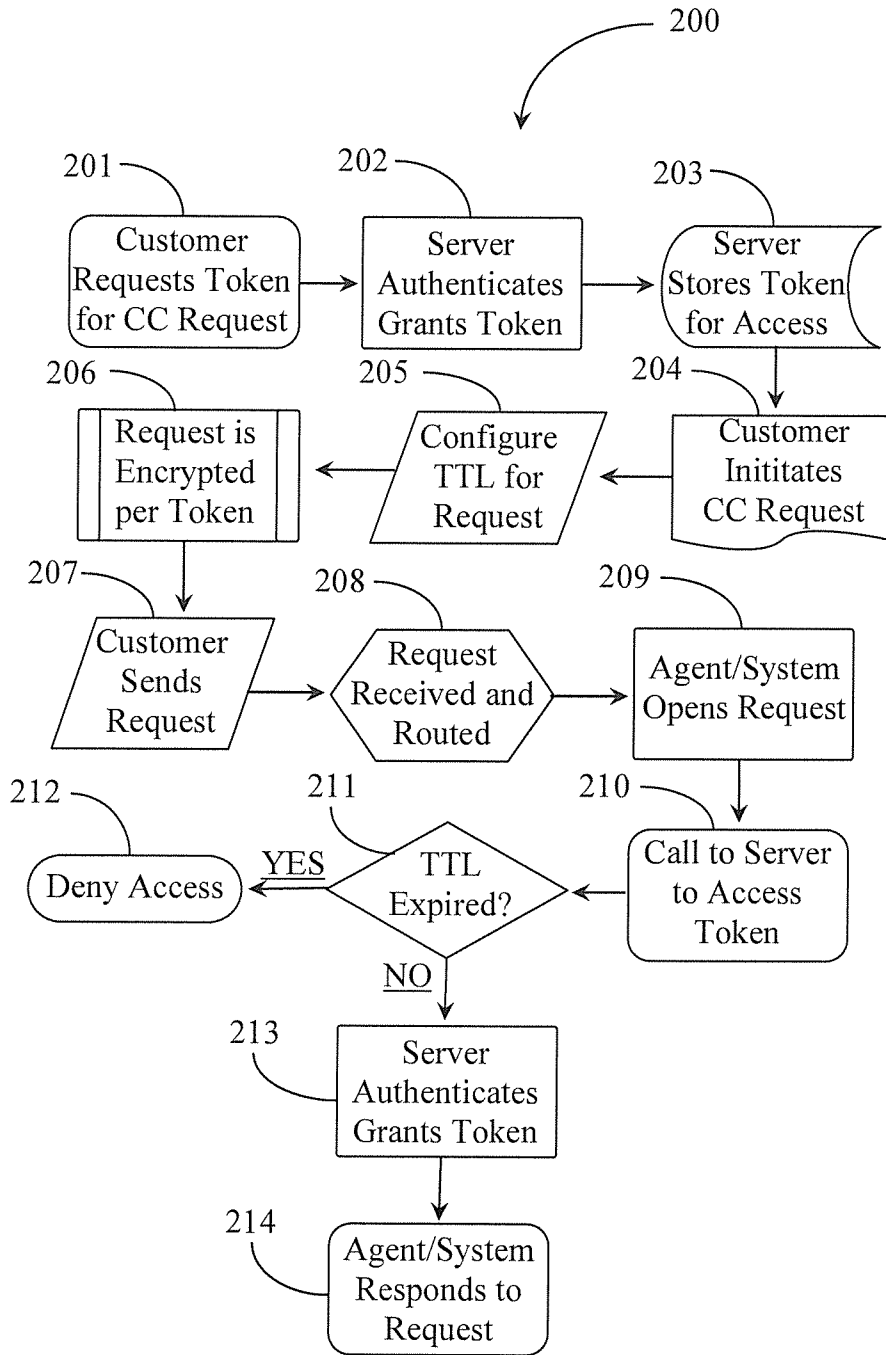 200
201
Customer
Requests Token
for CC Request
202
Server
Authenticates
Grants Token
203
Server
Stores Token
for Access
204
Customer
Inititates
CC Request
205
Configure
TTL for
Request
206
Request is
Encrypted
per Token
207
Customer
Sends
Request
208
Request
Received and
Routed
209
Agent/System
Opens Request
210
Call to Server
to Access
Token
211
TTL
Expired?
YES
212
Deny Access
NO
213
Server
Authenticates
Grants Token
214
Agent/System
Responds to
Request